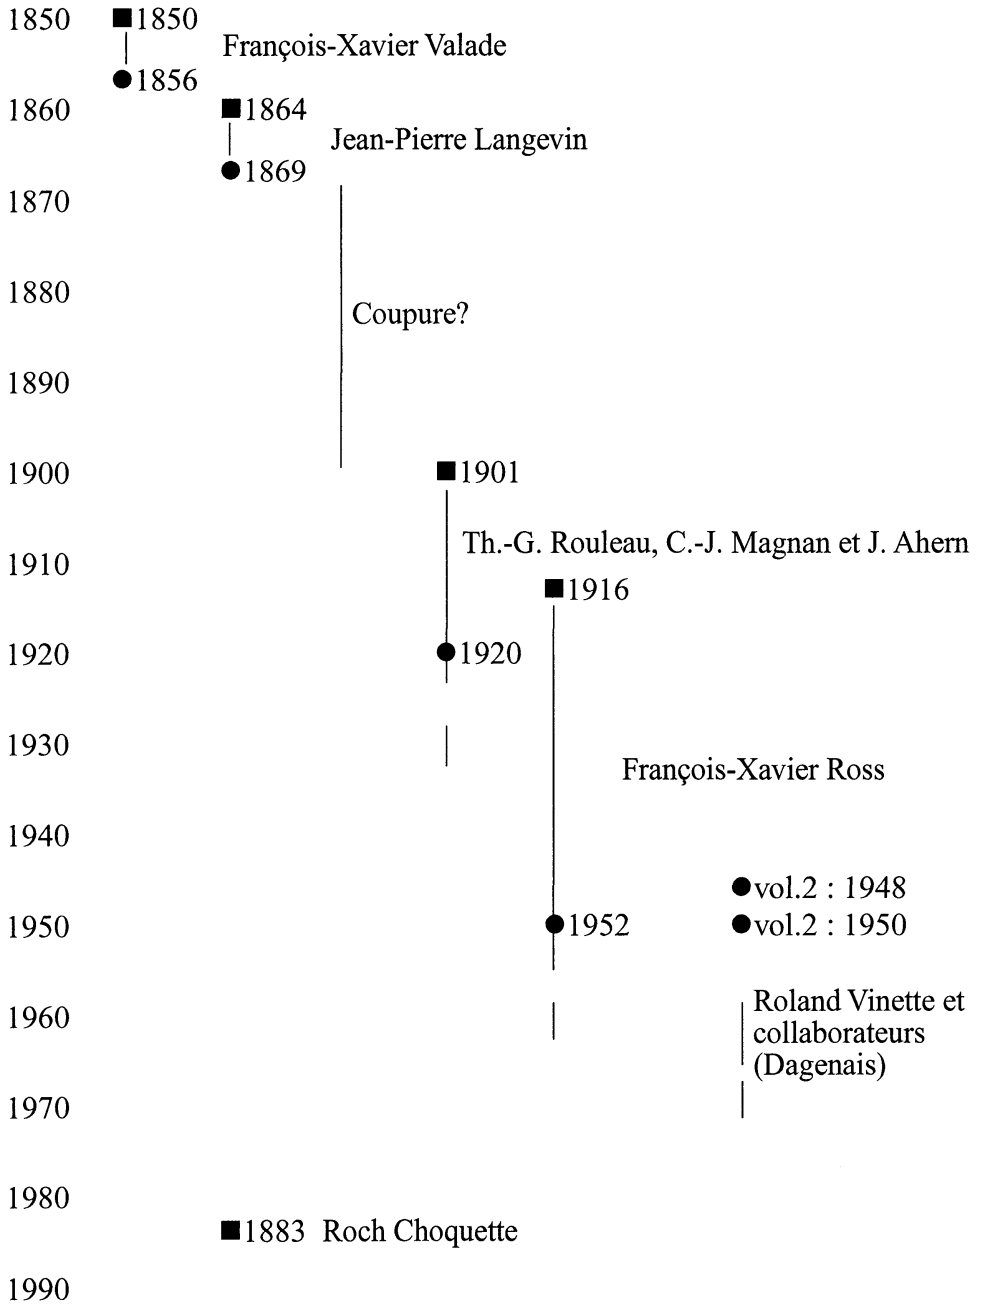 1850 ■1850
François-Xavier Valade
●1856
1860 ■1864
Jean-Pierre Langevin
●1869
1870
1880
Coupure?
1890
1900 ■1901
Th.-G. Rouleau, C.-J. Magnan et J. Ahern
1910
■1916
1920 ●1920
1930
François-Xavier Ross
1940
●vol.2 : 1948
1950 ●1952 ●vol.2 : 1950
Roland Vinette et
1960
collaborateurs
(Dagenais)
1970
1980
■1883 Roch Choquette
1990